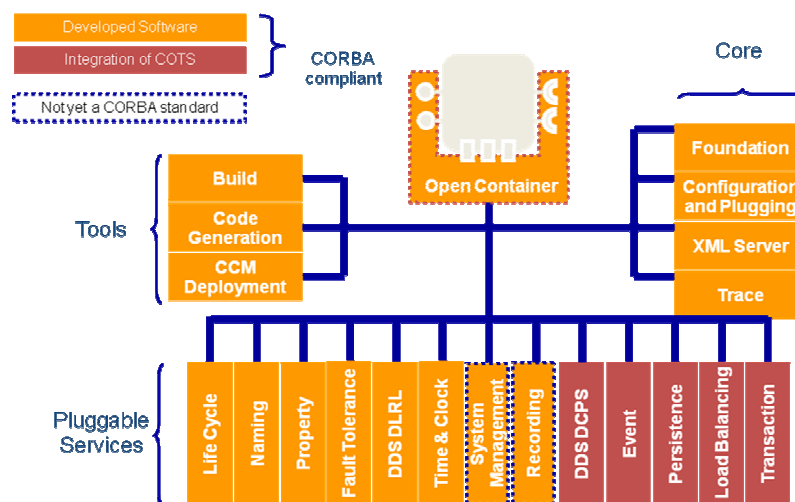 Developed Software
Integration of COTS
CORBA
compliant
Not yet a CORBA standard
Core
Open Container
Foundation
Configuration
and Plugging
XML Server
Trace
Tools
Build
Code
Generation
CCM
Deployment
Pluggable
Services
Life Cycle
Naming
Property
Fault Tolerance
DDS DLRL
Time & Clock
System
Management
Recording
DDS DCPS
Event
Persistence
Load Balancing
Transaction